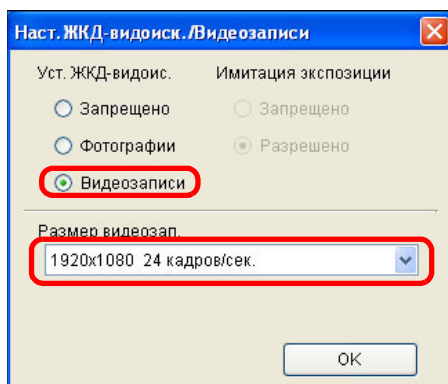 Наст.ЖКД-видоиск./Видеозаписи
Уст. ЖКД-видоис. Имитация экспозиции
Запрещено Запрещено
Фотографии Разрешено
Видеозаписи
Размер видеозап.
1920x1080 24 кадров/сек.
OK